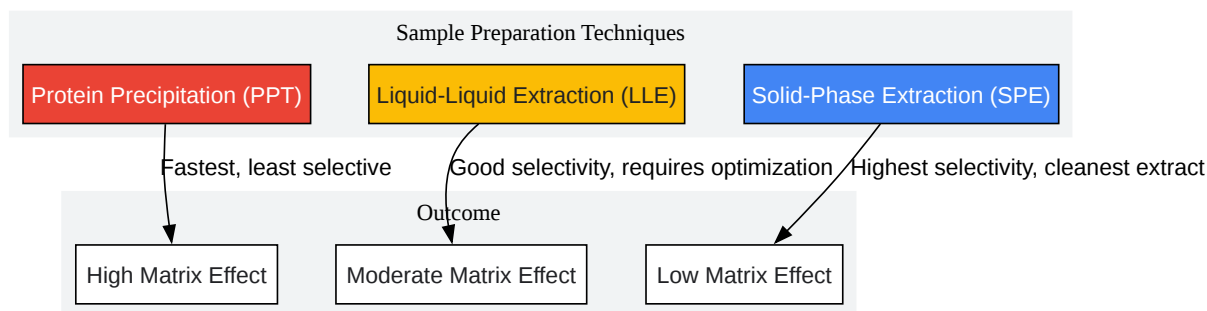 Sample Preparation Techniques
Protein Precipitation (PPT)
Liquid-Liquid Extraction (LLE)
Solid-Phase Extraction (SPE)
Fastest, least selective
Good selectivity, requires optimization
Highest selectivity, cleanest extract
Outcome
High Matrix Effect
Moderate Matrix Effect
Low Matrix Effect